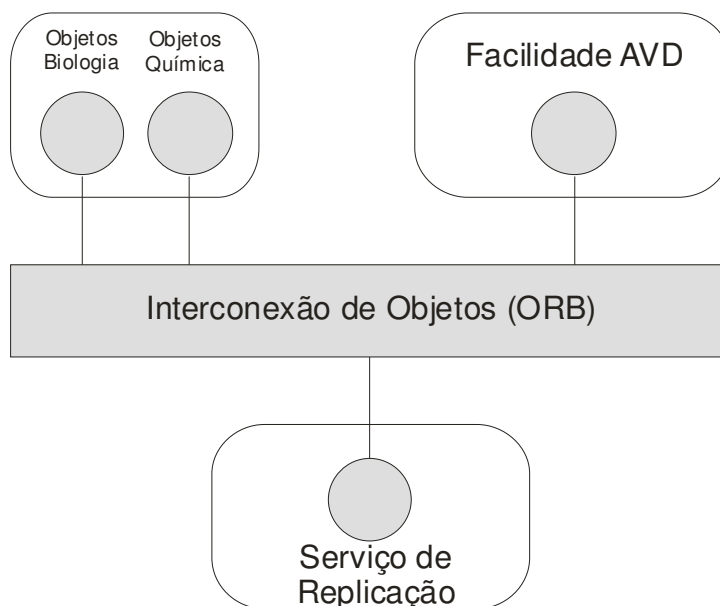 Objetos
Biologia
Objetos
Química
Facilidade AVD
Interconexão de Objetos (ORB)
Serviço de
Replicação